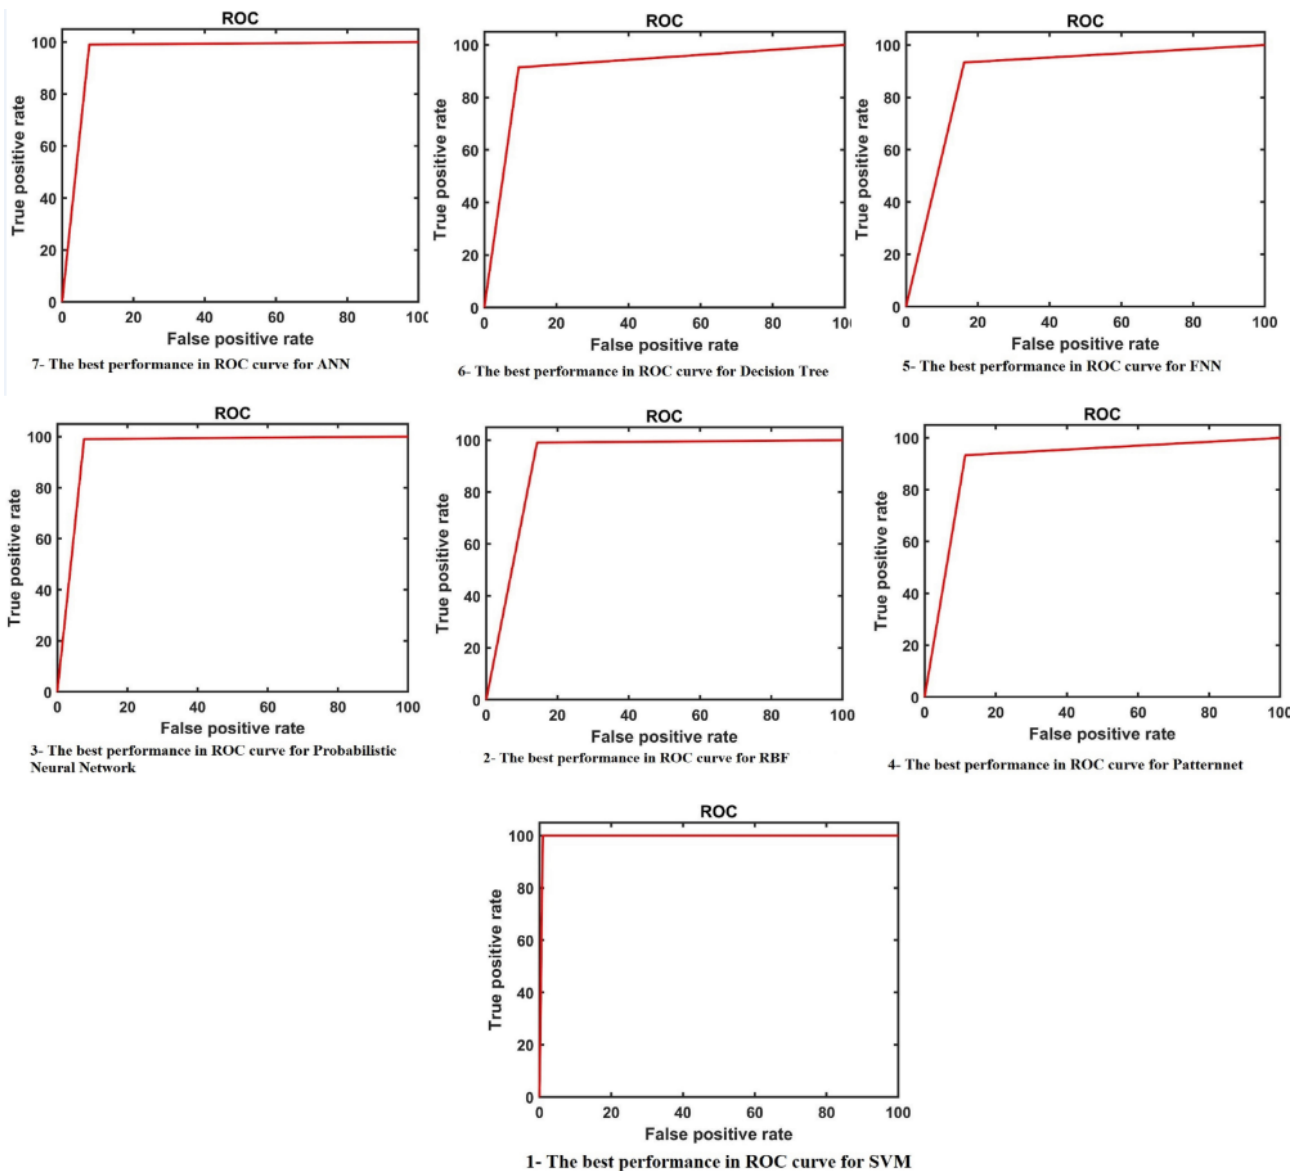 ROC
100
80
60
40
20
0
True positive rate
0 20 40 60 80 100
False positive rate
7- The best performance in ROC curve for ANN
ROC
100
80
60
40
20
0
True positive rate
0 20 40 60 80 10(
False positive rate
6- The best performance in ROC curve for Decision Tree
ROC
100
80
60
40
20
0
True positive rate
0 20 40 60 80 100
False positive rate
5- The best performance in ROC curve for FNN
ROC
100
80
60
40
20
0
True positive rate
0 20 40 60 80 100
False positive rate
3- The best performance in ROC curve for Probabilistic
Neural Network
ROC
100
80
60
40
20
0
True positive rate
0 20 40 60 80 100
False positive rate
2- The best performance in ROC curve for RBF
ROC
100
80
60
40
20
0
True positive rate
0 20 40 60 80 100
False positive rate
4- The best performance in ROC curve for Patternnet
ROC
100
80
60
40
20
0
True positive rate
0 20 40 60 80 100
False positive rate
1- The best performance in ROC curve for SVM